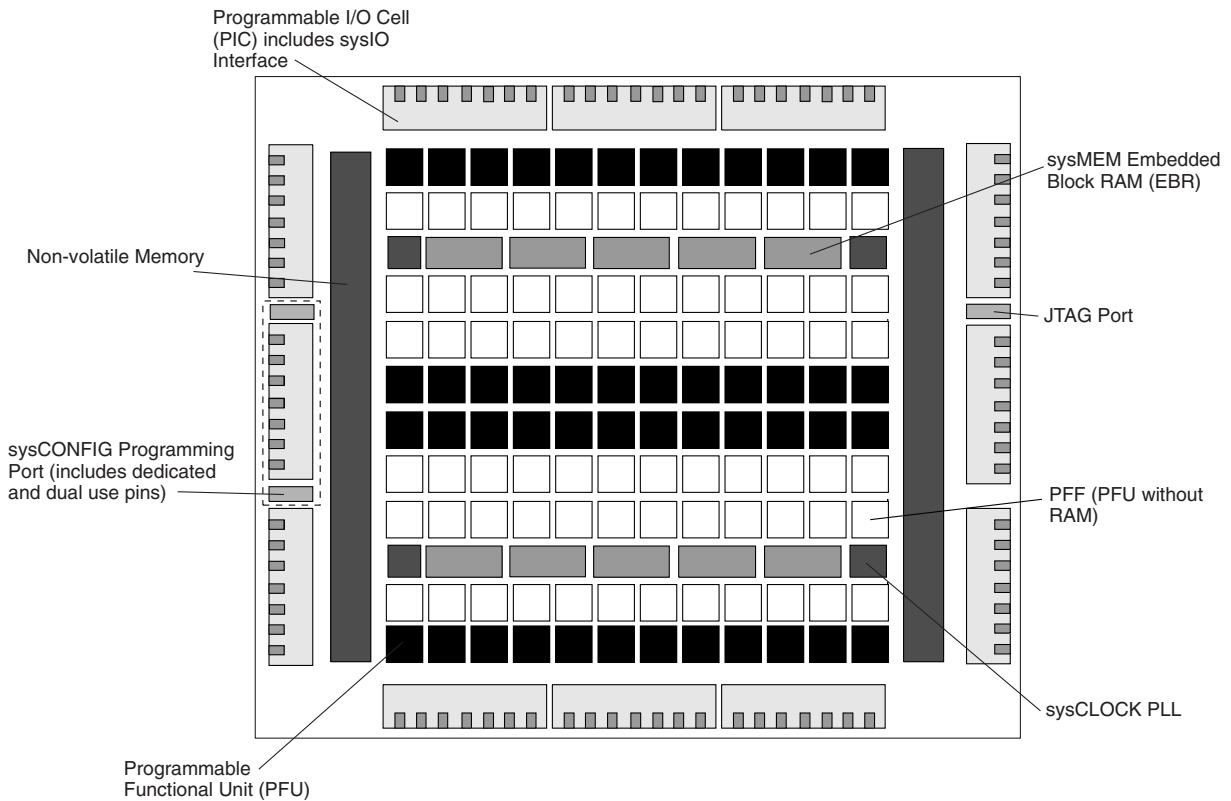 Programmable I/O Cell
(PIC) includes sysIO
Interface
sysMEM Embedded
Block RAM (EBR)
Non-volatile Memory
JTAG Port
sysCONFIG Programming
Port (includes dedicated
and dual use pins)
PFF (PFU without
RAM)
sysCLOCK PLL
Programmable
Functional Unit (PFU)